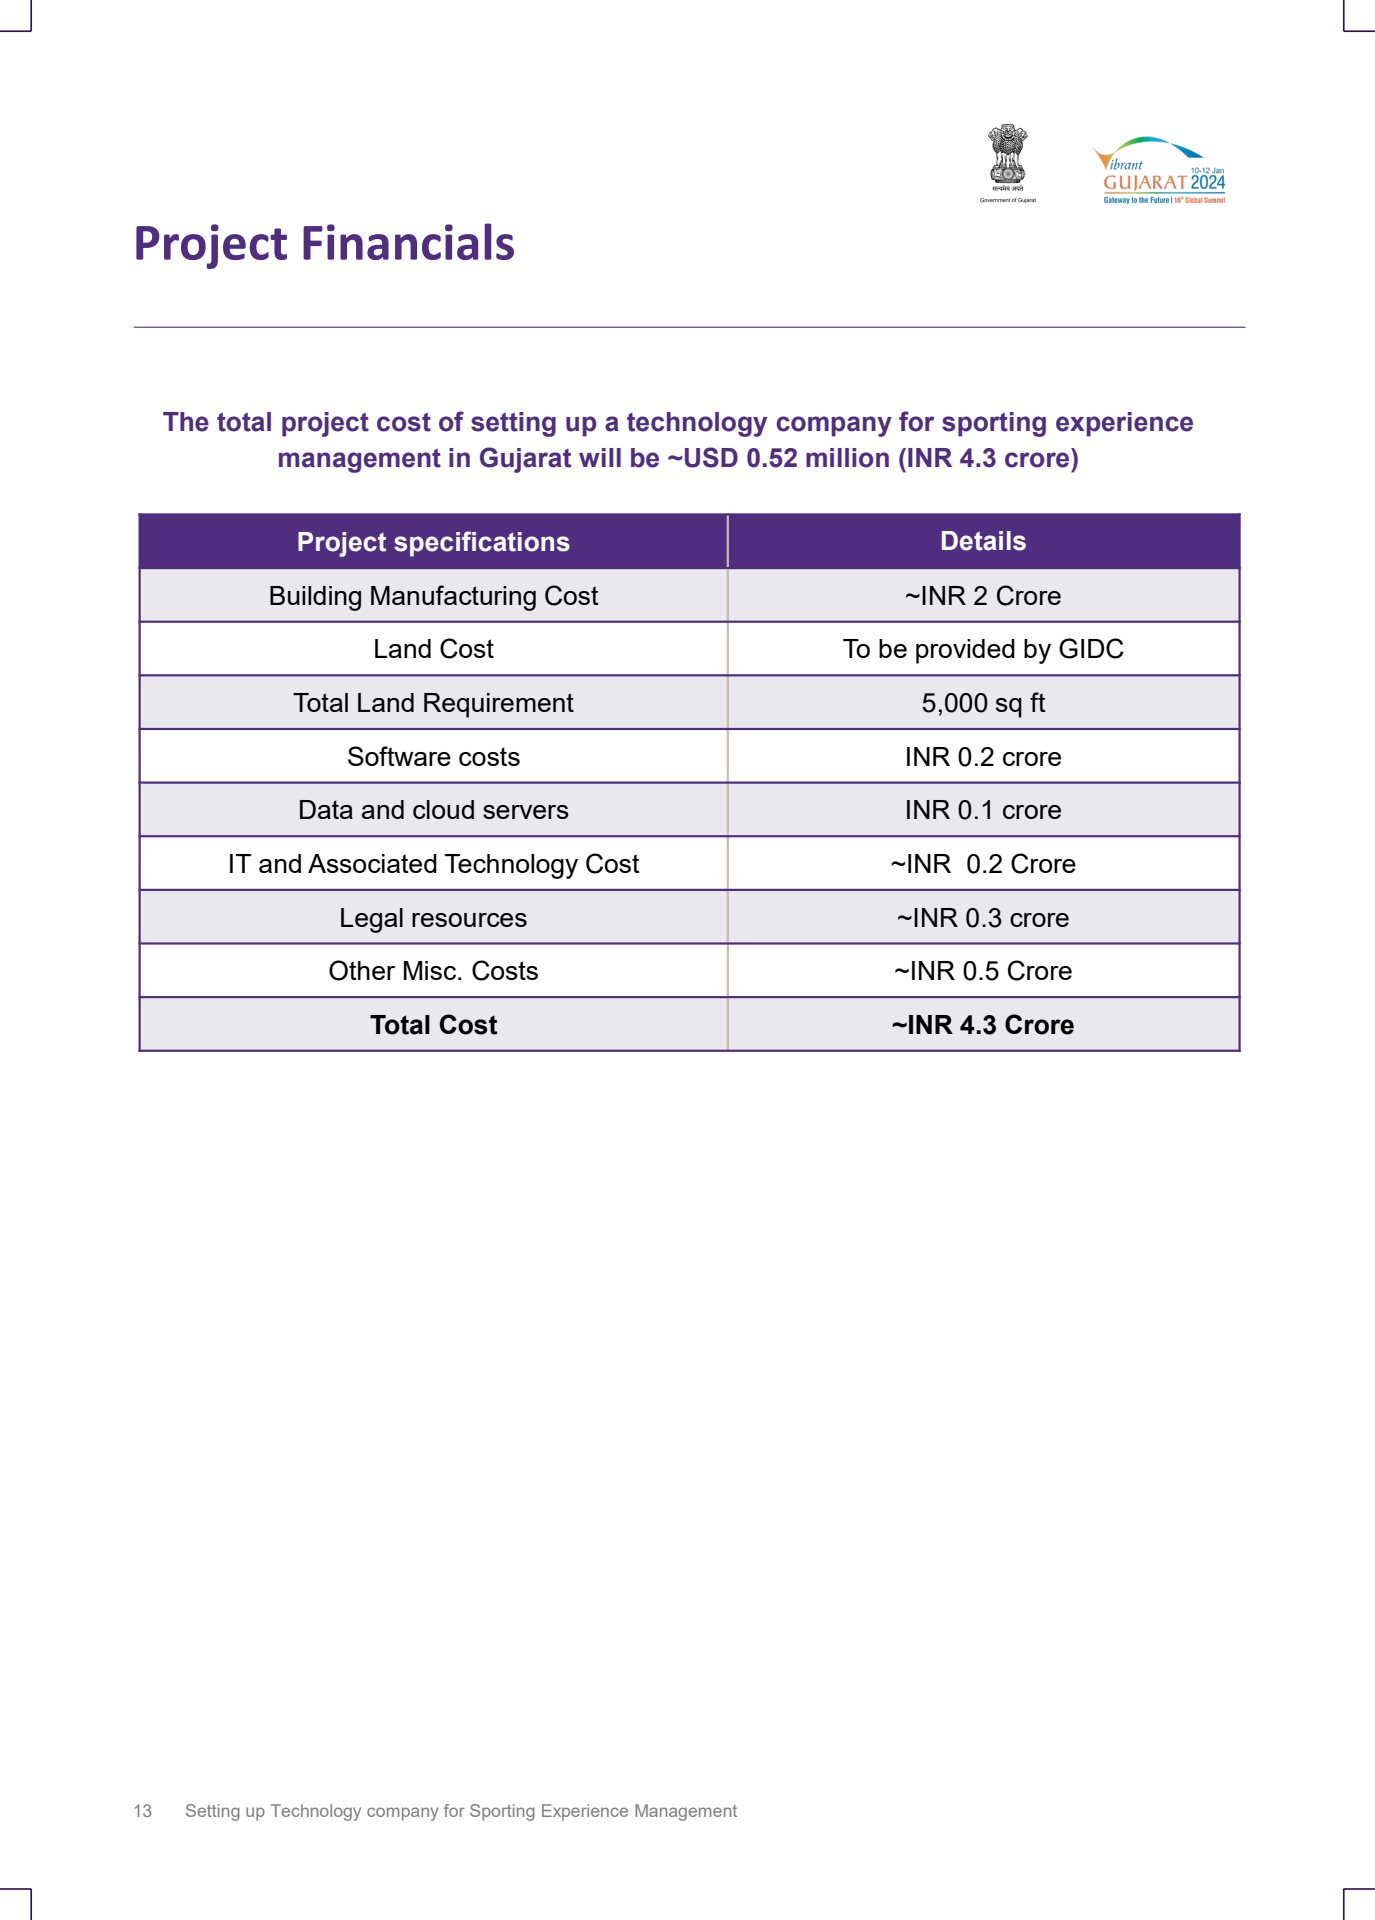 सत्यमेव जयते
Government of Gujarat
Vibrant
10-12 Jan
GUJARAT 2024
Gateway to the Future | 10th Global Summit
Project Financials
The total project cost of setting up a technology company for sporting experience
management in Gujarat will be ~USD 0.52 million (INR 4.3 crore)
Project specifications Details
Building Manufacturing Cost ~INR 2 Crore
Land Cost To be provided by GIDC
Total Land Requirement 5,000 sq ft
Software costs INR 0.2 crore
Data and cloud servers INR 0.1 crore
IT and Associated Technology Cost ~INR  0.2 Crore
Legal resources ~INR 0.3 crore
Other Misc. Costs ~INR 0.5 Crore
Total Cost ~INR 4.3 Crore
13 Setting up Technology company for Sporting Experience Management